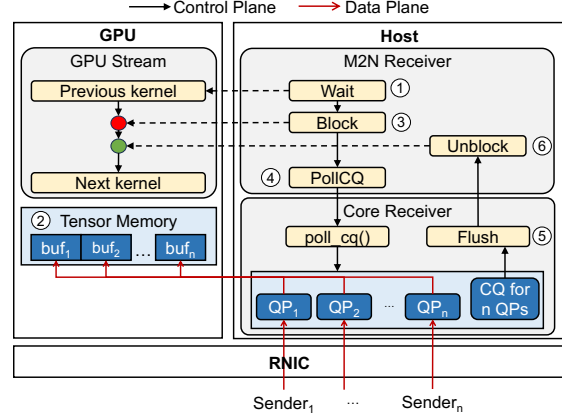 Control Plane Data Plane
GPU
Host
GPU Stream
M2N Receiver
Previous kernel
Wait
①
Block
③
Unblock
⑥
Next kernel
④
PollCQ
② Tensor Memory
Core Receiver
buf₁ buf₂ ... bufₙ
poll_cq()
Flush
⑤
QP₁ QP₂ ... QPₙ
CQ for
n QPs
RNIC
Sender₁ ... Senderₙ